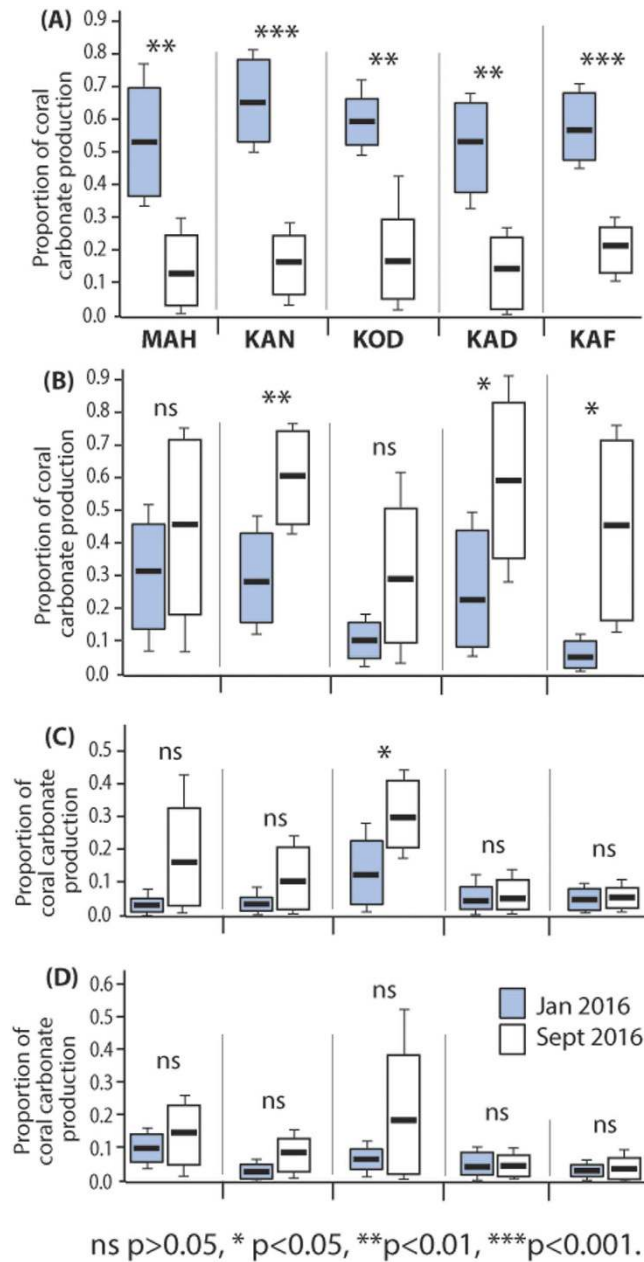 (A)
Proportion of coral
carbonate production
0.9
0.8
0.7
0.6
0.5
0.4
0.3
0.2
0.1
0.0
** *** ** ** ***
MAH KAN KOD KAD KAF
(B)
Proportion of coral
carbonate production
0.9
0.8
0.7
0.6
0.5
0.4
0.3
0.2
0.1
0.0
ns ** ns * *
(C)
Proportion of
coral carbonate
production
0.5
0.4
0.3
0.2
0.1
0.0
ns ns * ns ns
(D)
Proportion of
coral carbonate
production
0.6
0.5
0.4
0.3
0.2
0.1
0.0
ns ns ns ns ns
Jan 2016
Sept 2016
ns p>0.05, * p<0.05, **p<0.01, ***p<0.001.